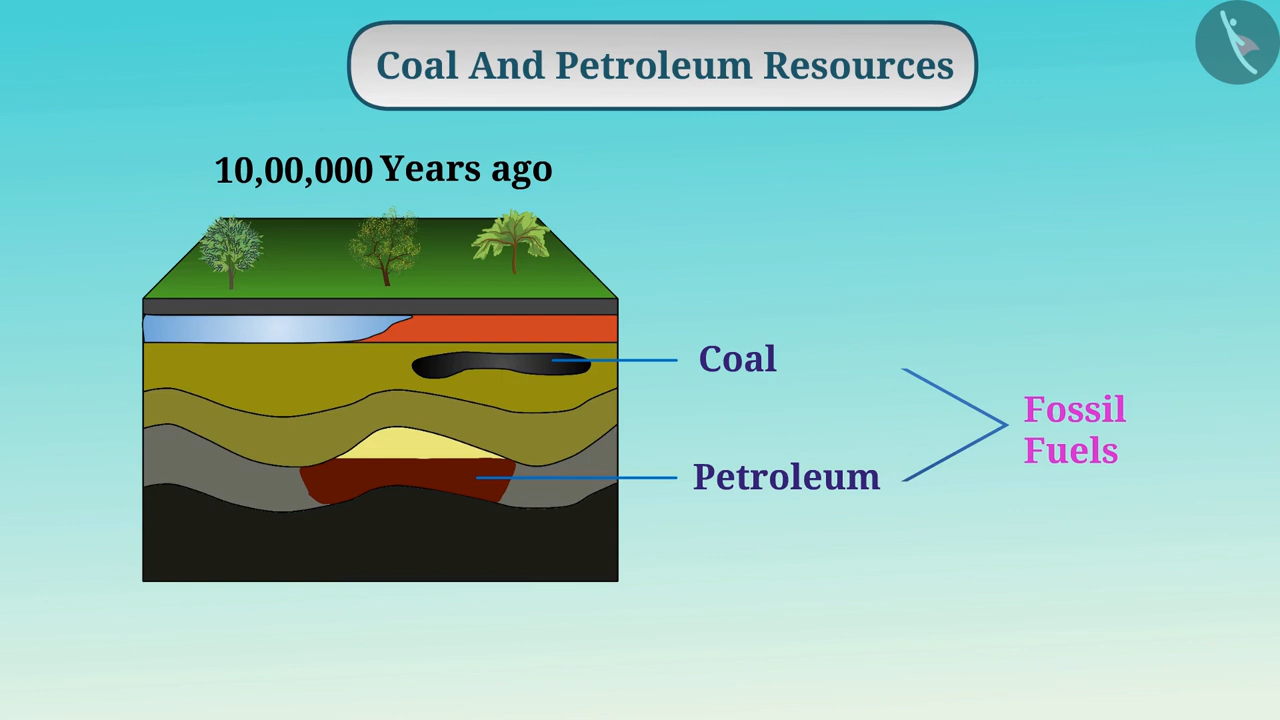 Coal And Petroleum Resources
10,00,000 Years ago
Coal
Petroleum
Fossil
Fuels